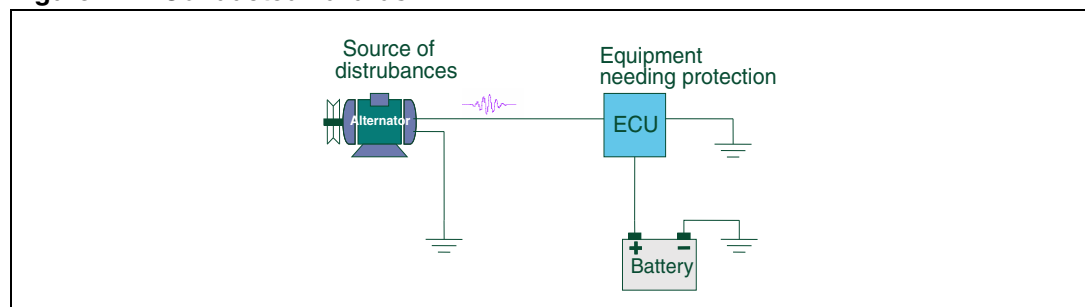 Source of
distrubances
Equipment
needing protection
Alternator
ECU
+ −
Battery